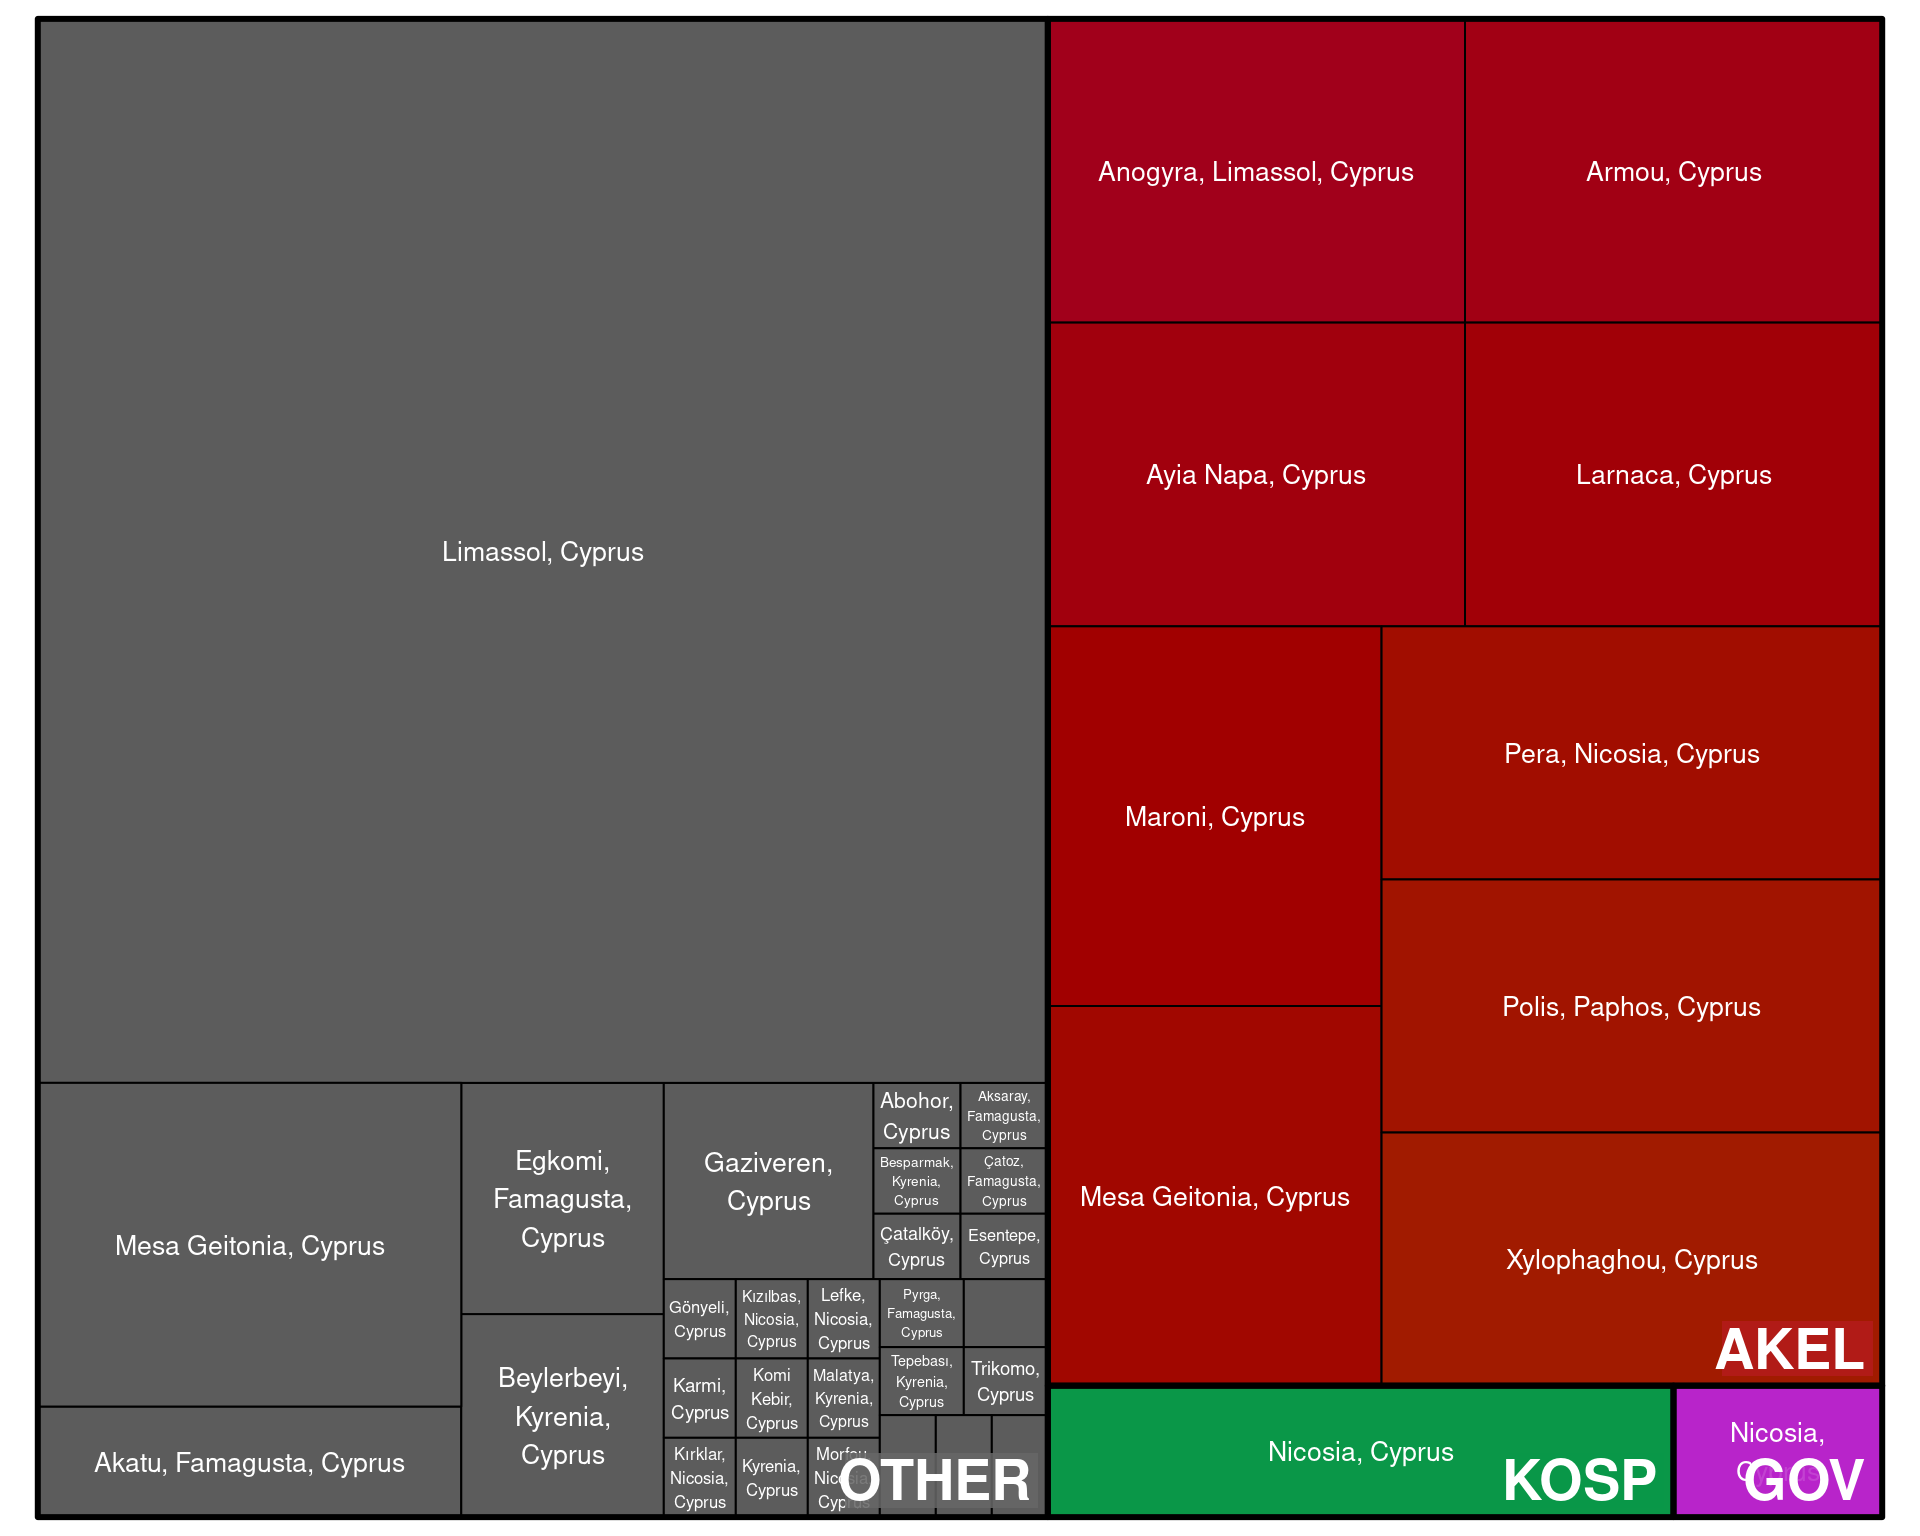 Limassol, Cyprus
Mesa Geitonia, Cyprus
Akatu, Famagusta, Cyprus
Egkomi,
Famagusta,
Cyprus
Beylerbeyi,
Kyrenia,
Cyprus
Gaziveren,
Cyprus
Abohor,
Cyprus
Aksaray,
Famagusta,
Cyprus
Besparmak,
Kyrenia,
Cyprus
Çatoz,
Famagusta,
Cyprus
Çatalköy,
Cyprus
Esentepe,
Cyprus
Gönyeli,
Cyprus
Kızılbas,
Nicosia,
Cyprus
Lefke,
Nicosia,
Cyprus
Karmi,
Cyprus
Komi
Kebir,
Cyprus
Malatya,
Kyrenia,
Cyprus
Kırklar,
Nicosia,
Cyprus
Kyrenia,
Cyprus
Morfou,
Nicosia,
Cyprus
Pyrga,
Famagusta,
Cyprus
Tepebası,
Kyrenia,
Cyprus
Trikomo,
Cyprus
OTHER
Anogyra, Limassol, Cyprus
Armou, Cyprus
Ayia Napa, Cyprus
Larnaca, Cyprus
Maroni, Cyprus
Mesa Geitonia, Cyprus
Pera, Nicosia, Cyprus
Polis, Paphos, Cyprus
Xylophaghou, Cyprus
AKEL
Nicosia, Cyprus
KOSP
Nicosia,
Cyprus
GOV